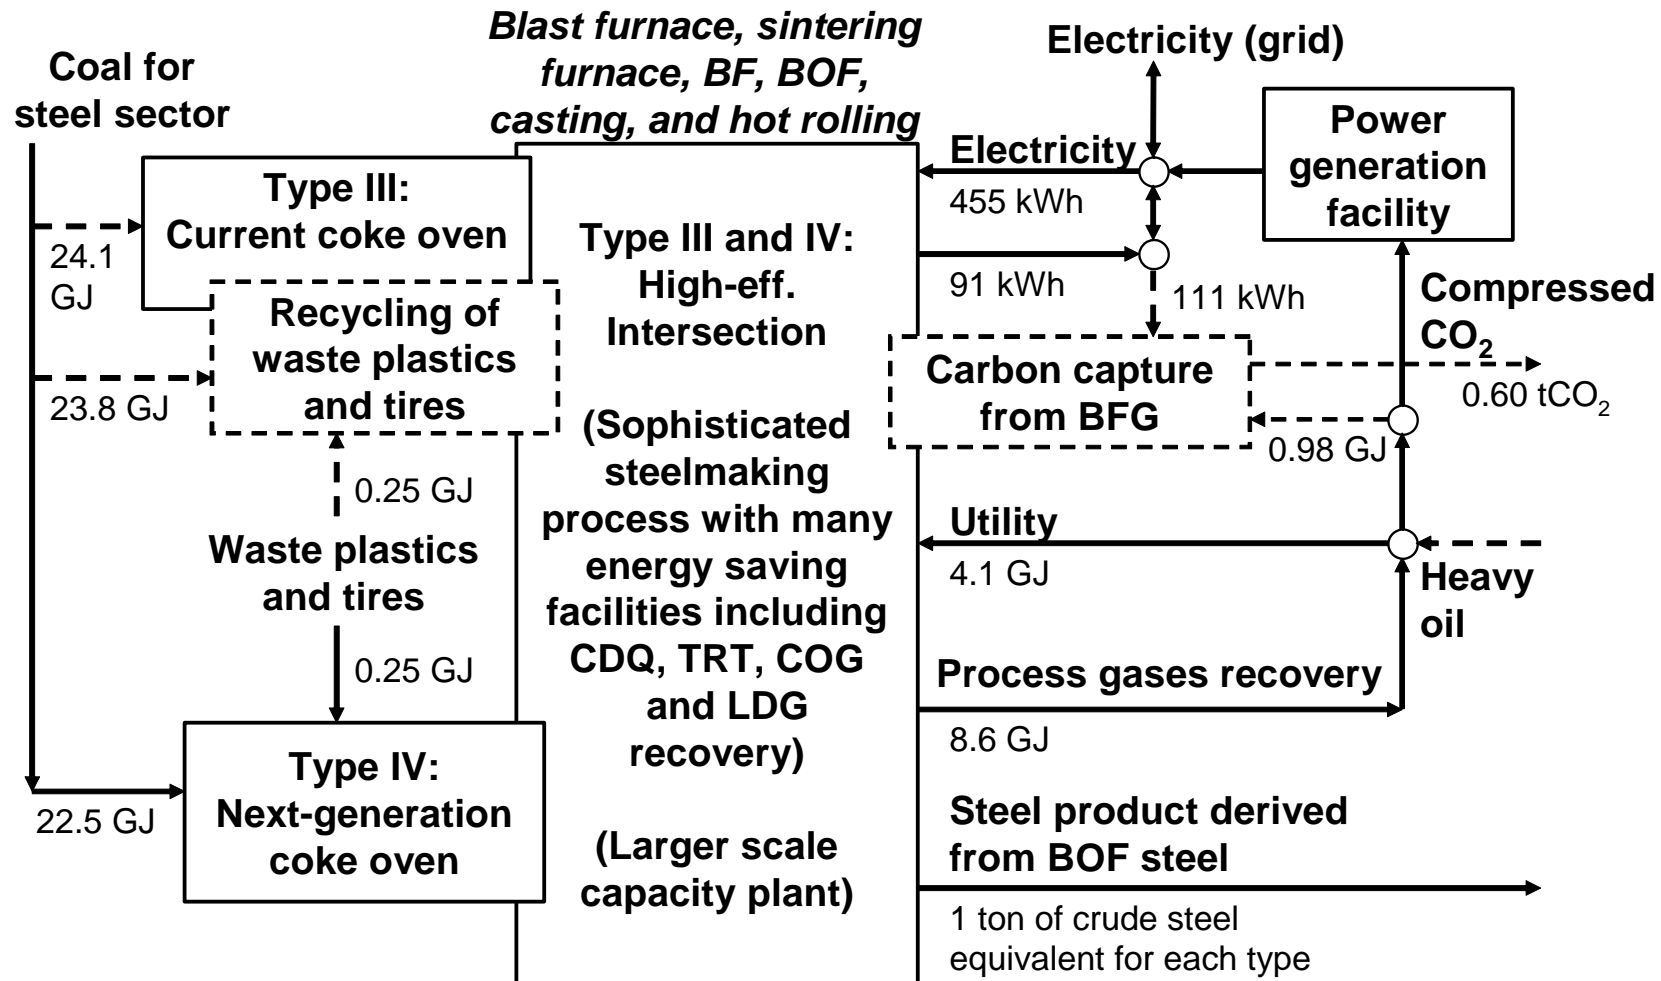 Blast furnace, sintering
furnace, BF, BOF,
casting, and hot rolling
Coal for
steel sector
Electricity (grid)
Type III:
Current coke oven
24.1
GJ
Recycling of
waste plastics
and tires
23.8 GJ
0.25 GJ
Waste plastics
and tires
0.25 GJ
Type IV:
Next-generation
coke oven
22.5 GJ
Type III and IV:
High-eff.
Intersection
(Sophisticated
steelmaking
process with many
energy saving
facilities including
CDQ, TRT, COG
and LDG
recovery)
(Larger scale
capacity plant)
Electricity
455 kWh
91 kWh
111 kWh
Power
generation
facility
Compressed
CO₂
0.60 tCO₂
Carbon capture
from BFG
0.98 GJ
Utility
4.1 GJ
Heavy
oil
Process gases recovery
8.6 GJ
Steel product derived
from BOF steel
1 ton of crude steel
equivalent for each type